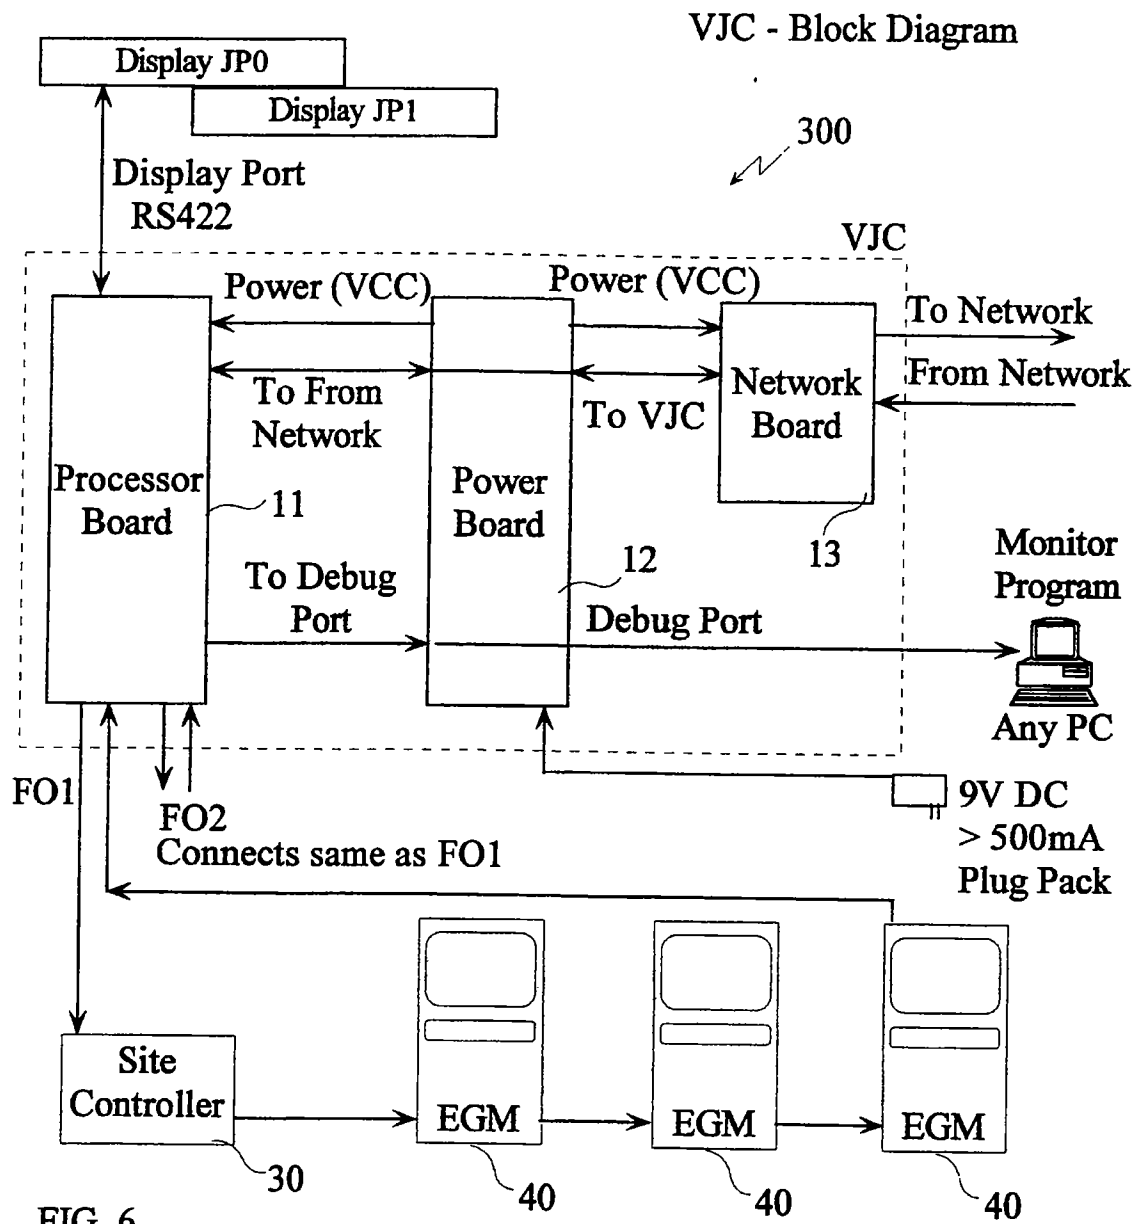 VJC - Block Diagram
Display JP0
Display JP1
300
Display Port
RS422
VJC
Power (VCC)
Power (VCC)
To Network
From Network
To From
Network
To VJC
Network
Board
Processor
Board
11
Power
Board
13
12
Monitor
Program
To Debug
Port
Debug Port
Any PC
FO1
FO2
Connects same as FO1
9V DC
> 500mA
Plug Pack
Site
Controller
EGM
EGM
EGM
30
40
40
40
FIG. 6